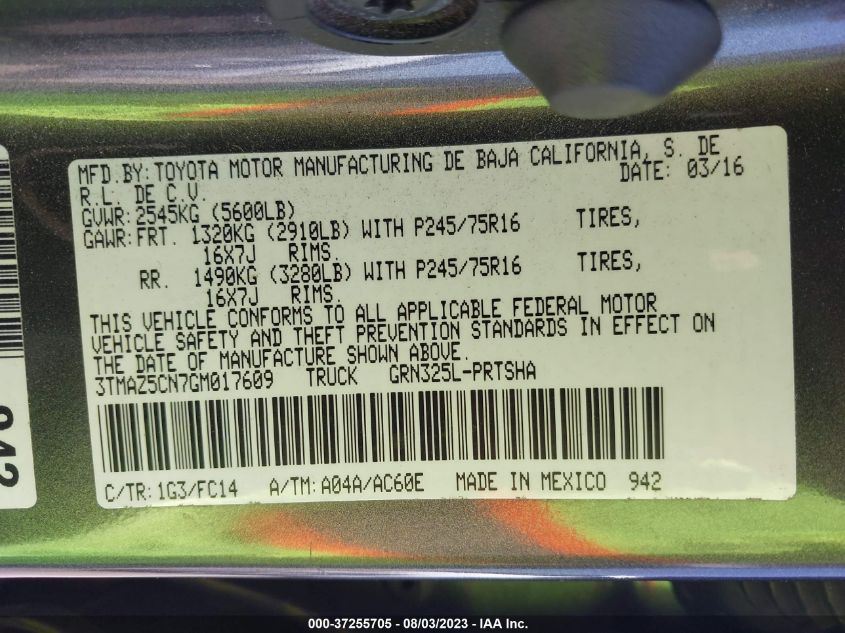 MFD.BY:TOYOTA MOTOR MANUFACTURING DE BAJA CALIFORNIA, S. DE
R.L. DE C.V. DATE: 03/16
GVWR:2545KG (5600LB)
GAWR:FRT. 1320KG (2910LB) WITH P245/75R16 TIRES,
16X7J RIMS.
RR. 1490KG (3280LB) WITH P245/75R16 TIRES,
16X7J RIMS.
THIS VEHICLE CONFORMS TO ALL APPLICABLE FEDERAL MOTOR
VEHICLE SAFETY AND THEFT PREVENTION STANDARDS IN EFFECT ON
THE DATE OF MANUFACTURE SHOWN ABOVE.
3TMAZ5CN7GM017609 TRUCK GRN325L-PRTSHA
C/TR:1G3/FC14 A/TM:A04A/AC60E MADE IN MEXICO 942
942
000-37255705 - 08/03/2023 - IAA Inc.